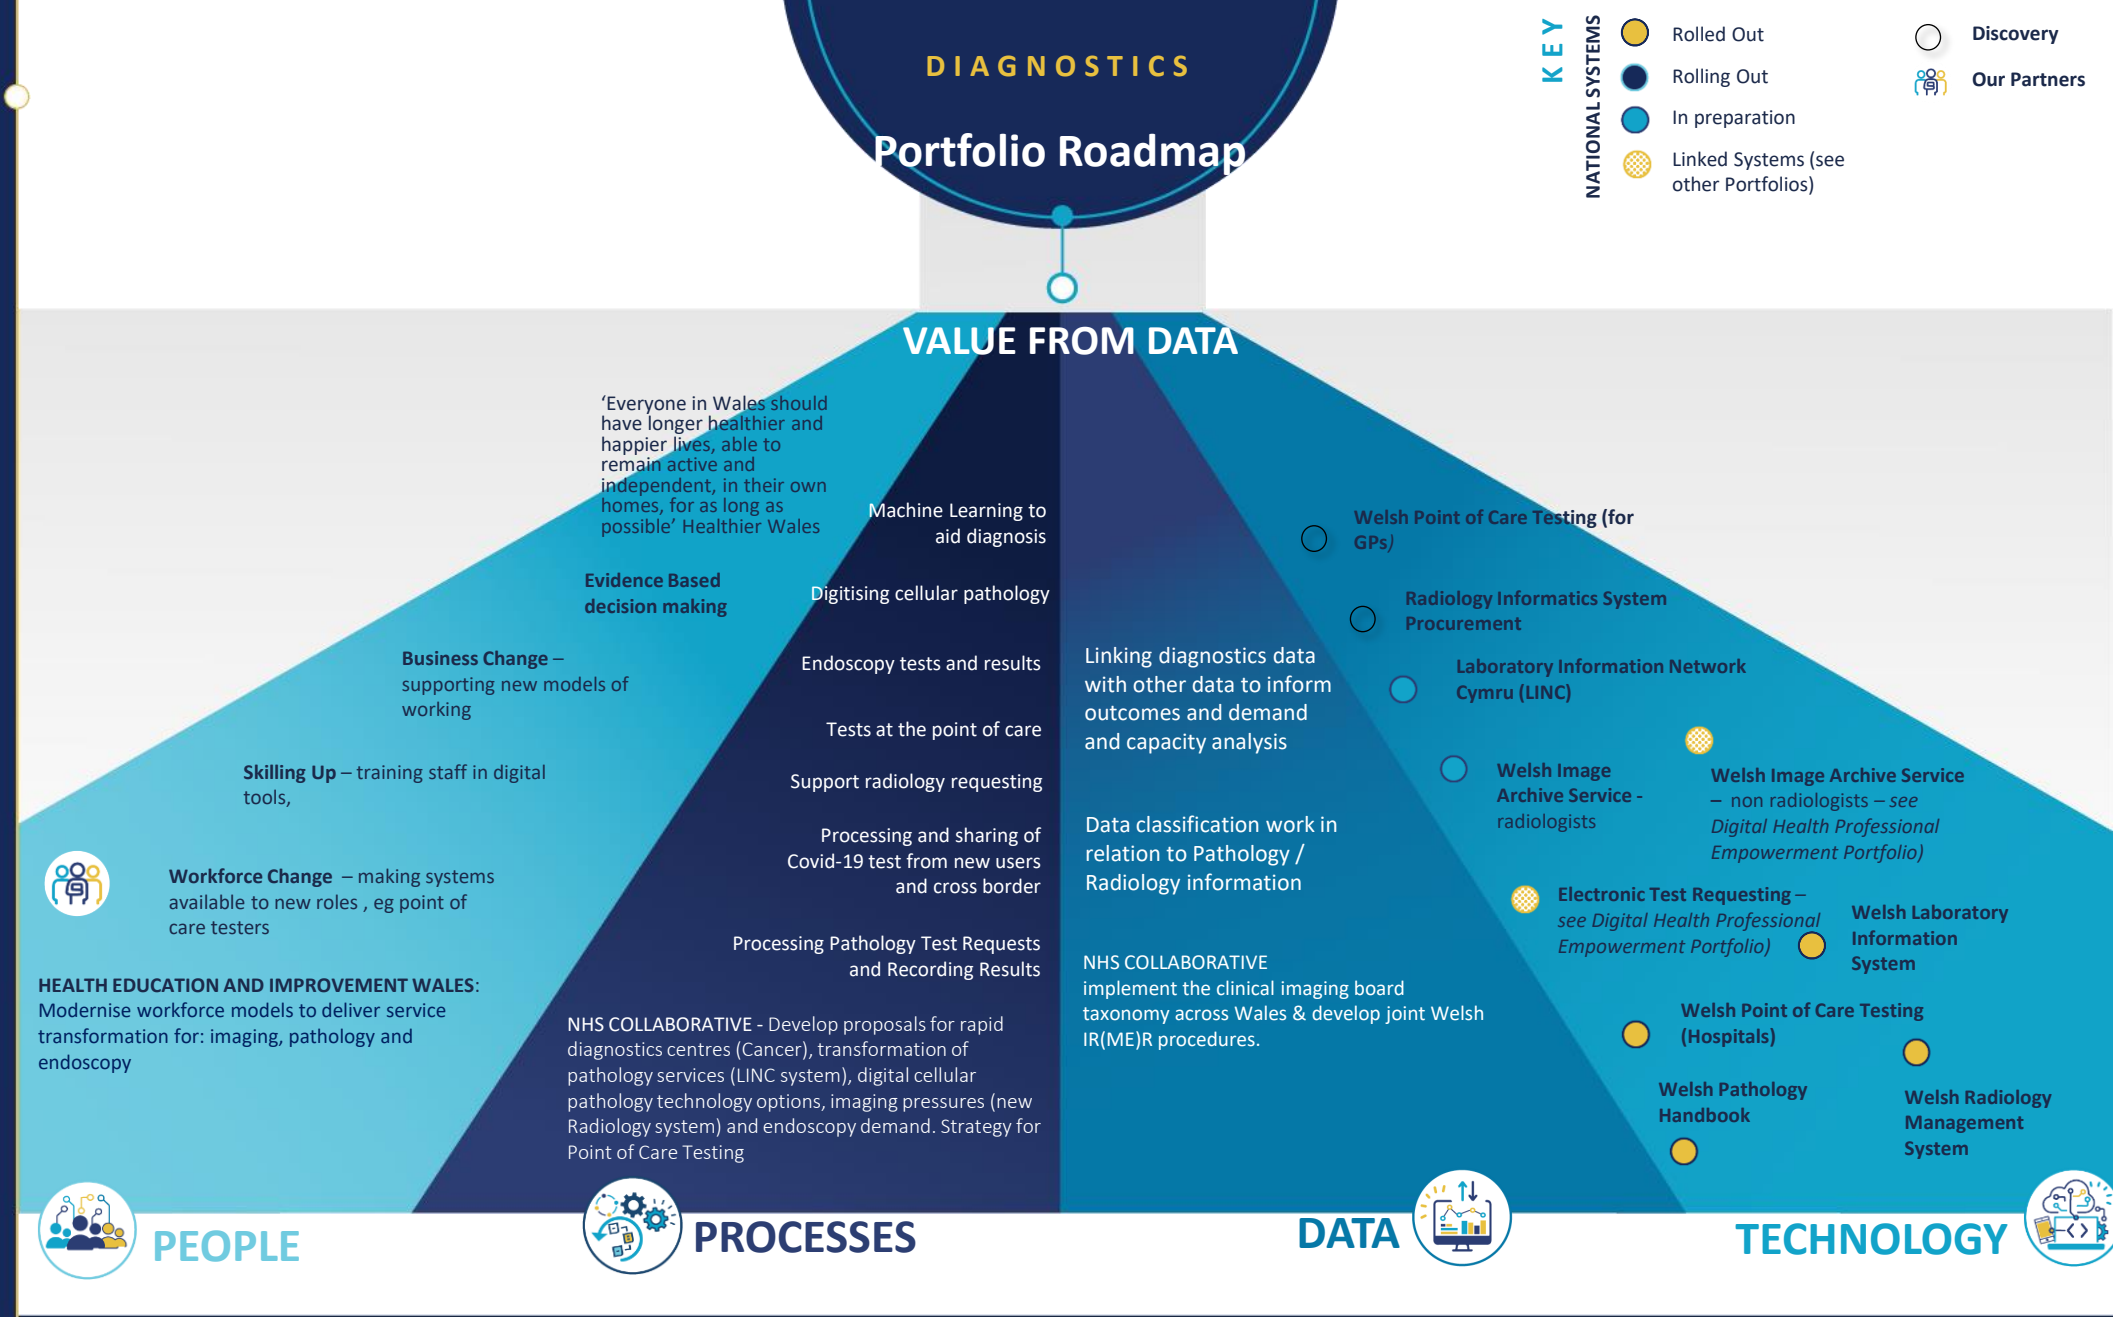 DIAGNOSTICS
Portfolio Roadmap
KEY
NATIONAL SYSTEMS
Rolled Out
Rolling Out
In preparation
Linked Systems (see
other Portfolios)
Discovery
Our Partners
VALUE FROM DATA
‘Everyone in Wales should
have longer healthier and
happier lives, able to
remain active and
independent, in their own
homes, for as long as
possible’ Healthier Wales
Evidence Based
decision making
Business Change –
supporting new models of
working
Skilling Up – training staff in digital
tools,
Workforce Change – making systems
available to new roles , eg point of
care testers
HEALTH EDUCATION AND IMPROVEMENT WALES:
Modernise workforce models to deliver service
transformation for: imaging, pathology and
endoscopy
Machine Learning to
aid diagnosis
Digitising cellular pathology
Endoscopy tests and results
Tests at the point of care
Support radiology requesting
Processing and sharing of
Covid-19 test from new users
and cross border
Processing Pathology Test Requests
and Recording Results
NHS COLLABORATIVE - Develop proposals for rapid
diagnostics centres (Cancer), transformation of
pathology services (LINC system), digital cellular
pathology technology options, imaging pressures (new
Radiology system) and endoscopy demand. Strategy for
Point of Care Testing
Linking diagnostics data
with other data to inform
outcomes and demand
and capacity analysis
Data classification work in
relation to Pathology /
Radiology information
NHS COLLABORATIVE
implement the clinical imaging board
taxonomy across Wales & develop joint Welsh
IR(ME)R procedures.
Welsh Point of Care Testing (for
GPs)
Radiology Informatics System
Procurement
Laboratory Information Network
Cymru (LINC)
Welsh Image
Archive Service -
radiologists
Welsh Image Archive Service
– non radiologists – see
Digital Health Professional
Empowerment Portfolio)
Electronic Test Requesting –
see Digital Health Professional
Empowerment Portfolio)
Welsh Laboratory
Information
System
Welsh Point of Care Testing
(Hospitals)
Welsh Pathology
Handbook
Welsh Radiology
Management
System
PEOPLE
PROCESSES
DATA
TECHNOLOGY